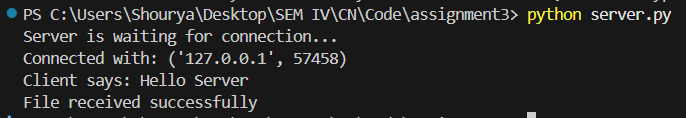 PS C:\Users\Shourya\Desktop\SEM IV\CN\Code\assignment3> python server.py
Server is waiting for connection...
Connected with: ('127.0.0.1', 57458)
Client says: Hello Server
File received successfully